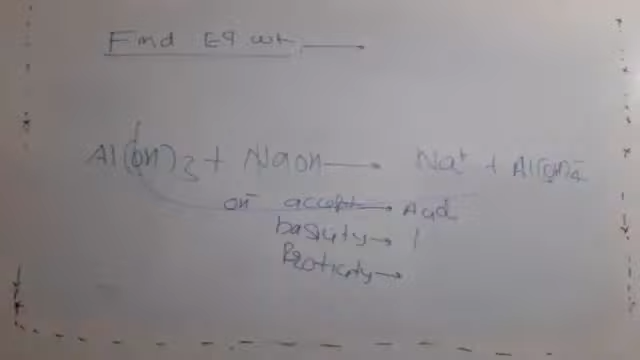 Find Eq wt →
Al(OH)3 + NaOH → Na+ + Al(OH)4-
OH- accept → Acid
basicity → 1
Proticity →